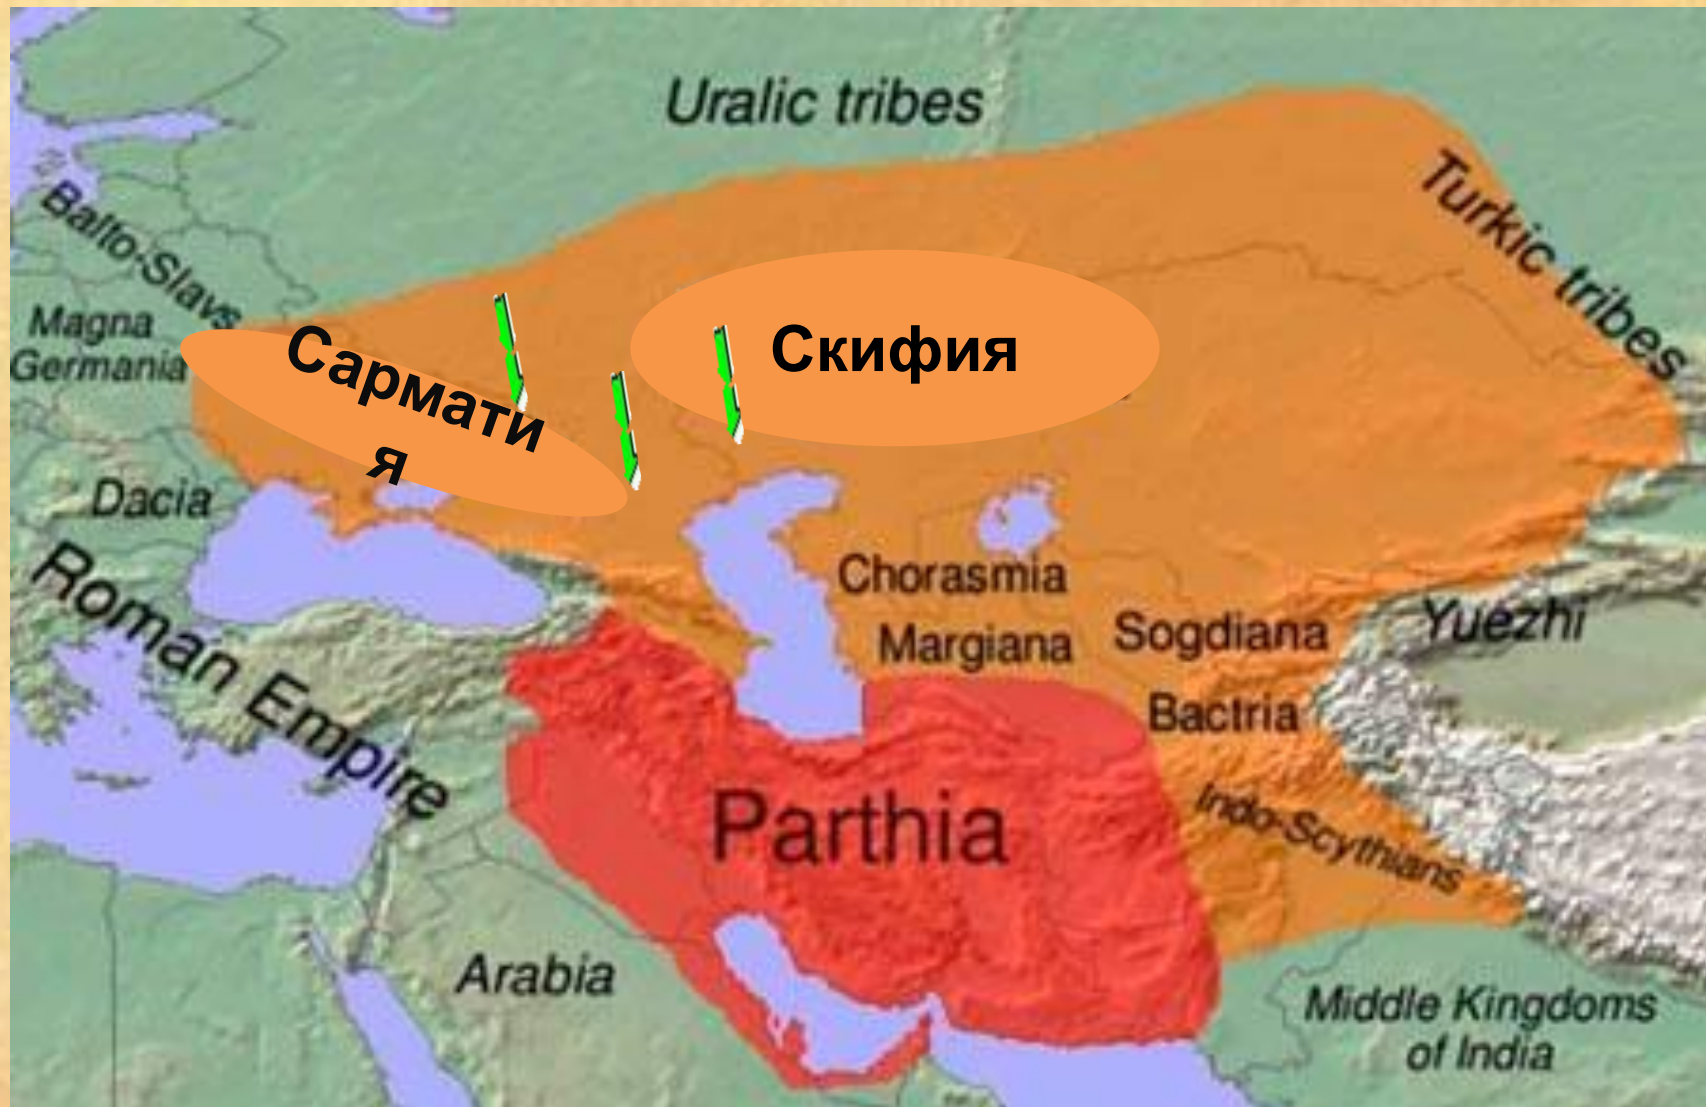 Uralic tribes
Turkic tribes
Balto-Slavs
Magna
Germania
Сармати
я
Скифия
Dacia
Roman Empire
Chorasmia
Margiana
Sogdiana
Yuezhi
Bactria
Indo-Scythians
Parthia
Arabia
Middle Kingdoms
of India